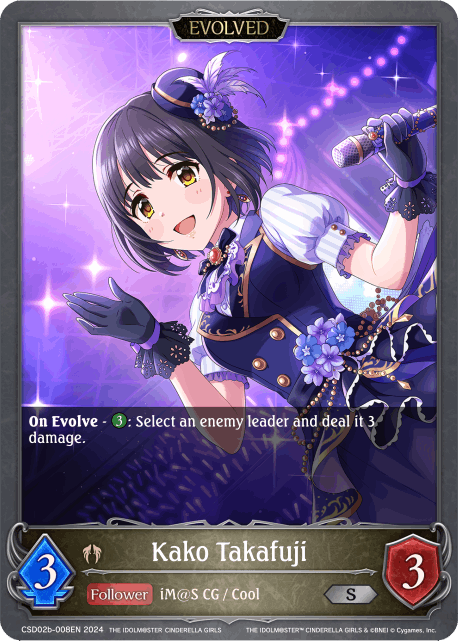 EVOLVED
On Evolve - 3: Select an enemy leader and deal it 3
damage.
Kako Takafuji
3
3
Follower iM@S CG / Cool
S
CSD02b-008EN 2024 THE IDOLM@STER CINDERELLA GIRLS THE IDOLM@STER™ CINDERELLA GIRLS & ©BNEI © Cygames, Inc.